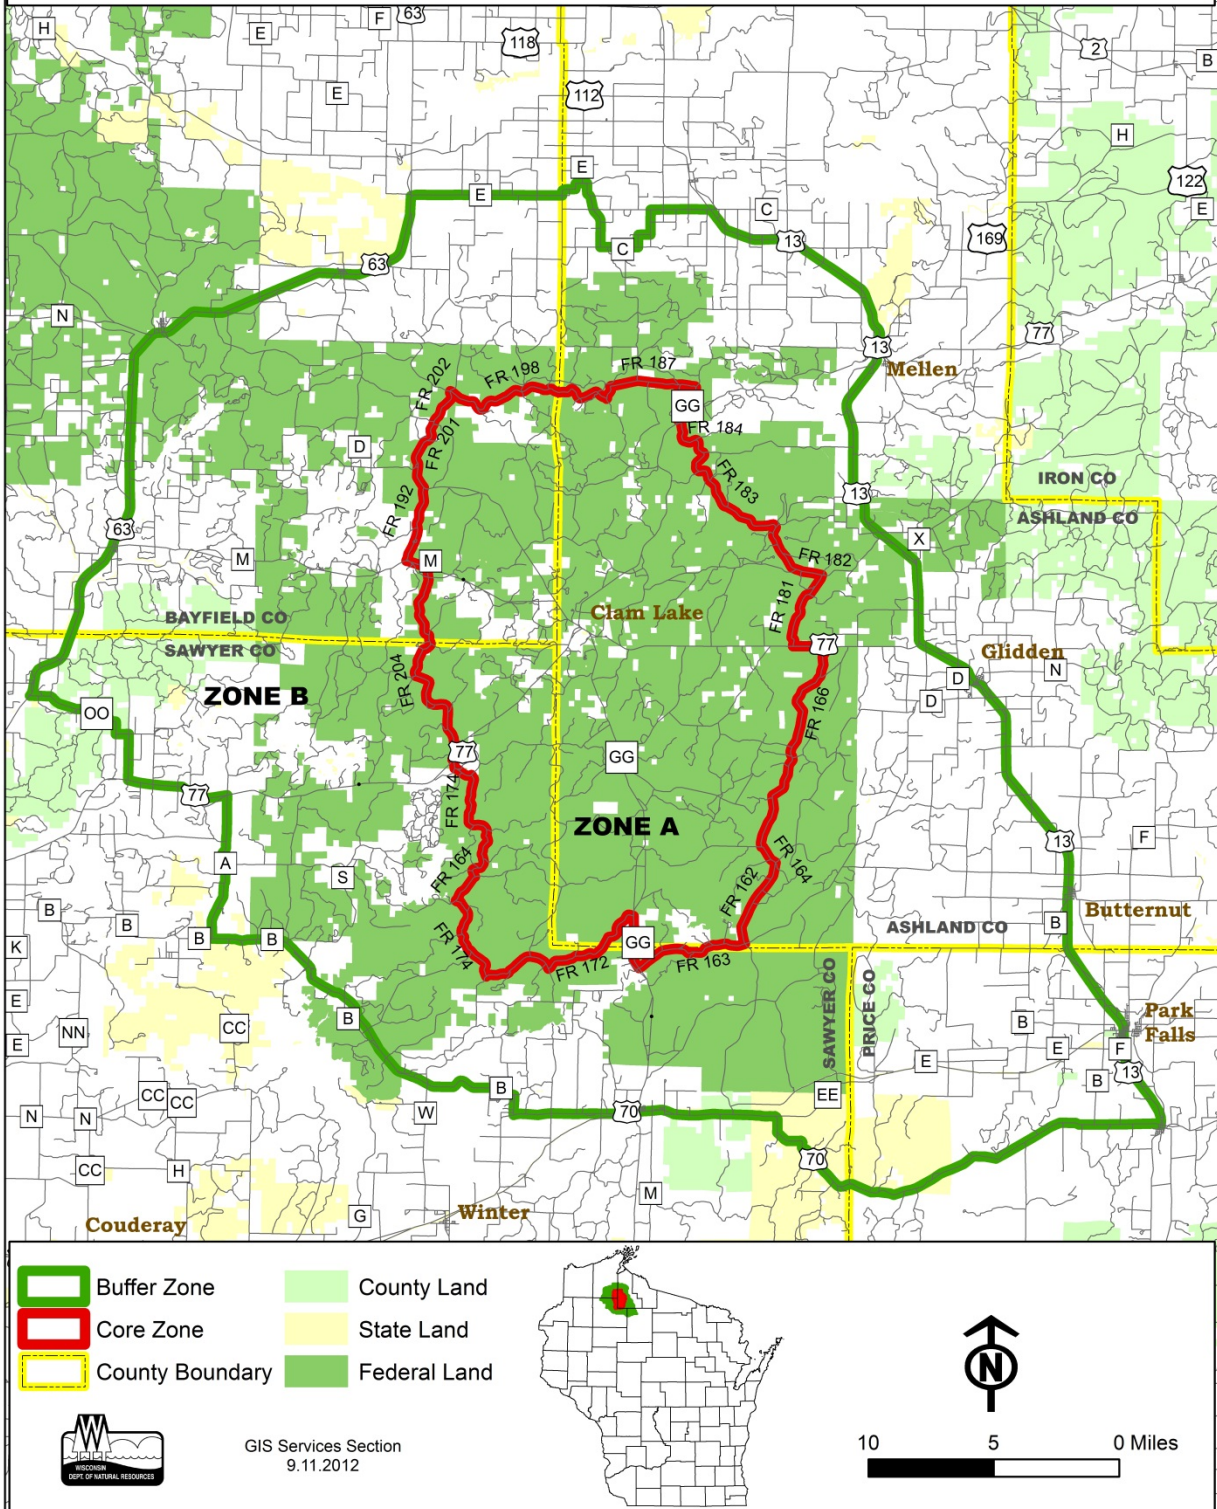 H
E
F
63
118
2
B
E
112
H
E
122
E
E
C
169
63
C
13
N
77
13
Mellen
FR 202
FR 198
FR 187
GG
FR 184
D
FR 201
FR 183
IRON CO
ASHLAND CO
63
FR 192
13
X
M
M
FR 182
FR 181
Clam Lake
BAYFIELD CO
SAWYER CO
77
Glidden
N
D
D
FR 204
ZONE B
OO
FR 166
77
GG
77
FR 174
ZONE A
13
F
A
S
FR 164
FR 164
FR 162
B
B
B
B
K
FR 174
GG
ASHLAND CO
B
Butternut
FR 172
FR 163
E
NN
CC
B
SAWYER CO
PRICE CO
B
Park
Falls
E
E
E
F
13
B
CC
CC
B
EE
N
N
W
70
CC
H
70
M
G
Couderay
Winter
Buffer Zone
Core Zone
County Boundary
County Land
State Land
Federal Land
N
W
WISCONSIN
DEPT. OF NATURAL RESOURCES
GIS Services Section
9.11.2012
10 5 0 Miles